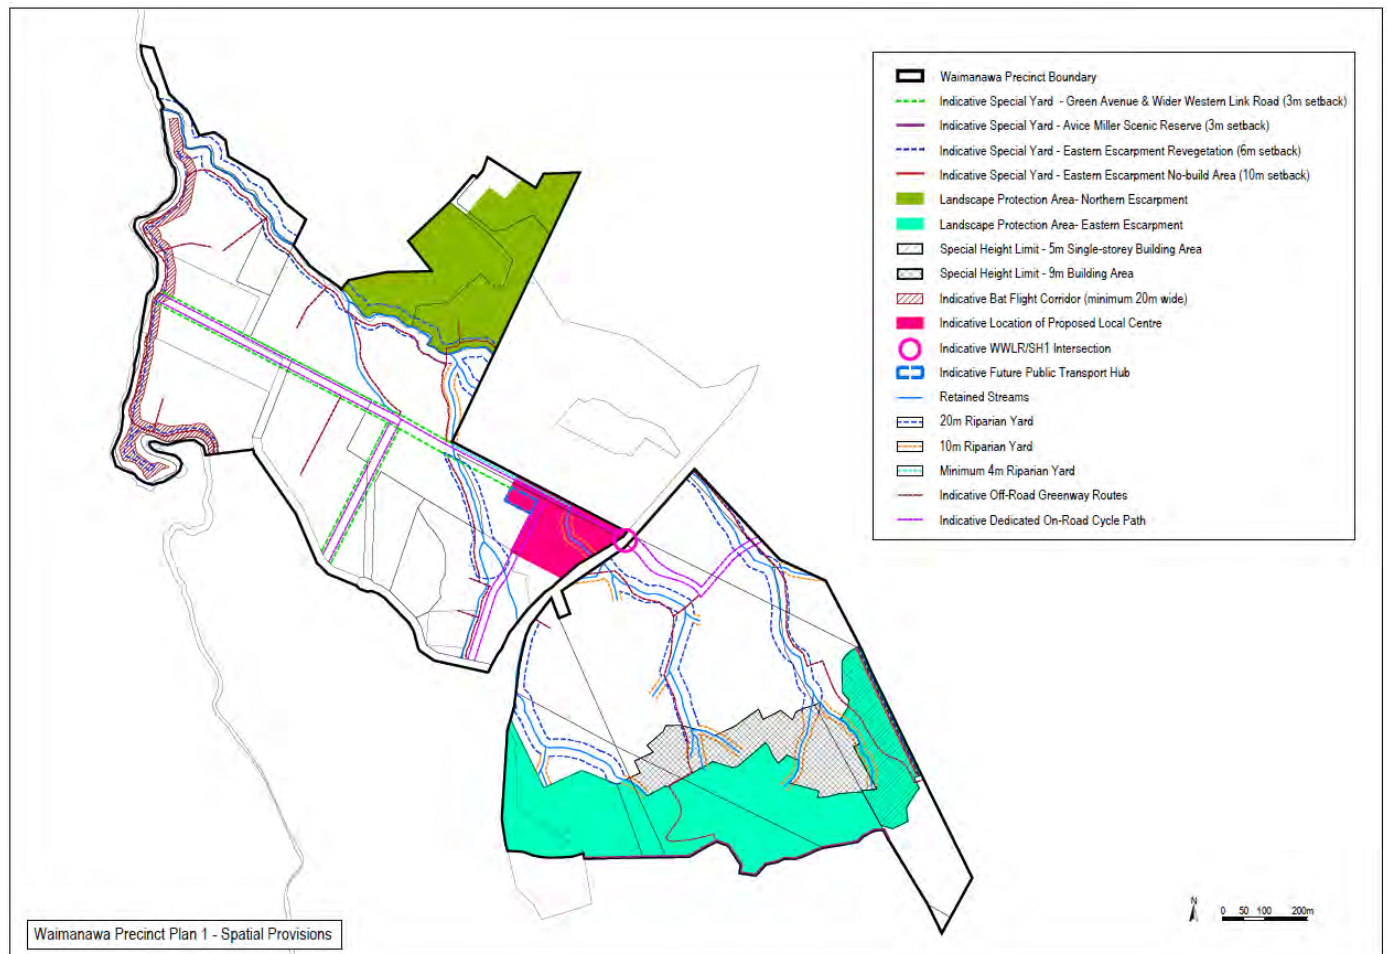 Waimanawa Precinct Boundary
Indicative Special Yard - Green Avenue & Wider Western Link Road (3m setback)
Indicative Special Yard - Avice Miller Scenic Reserve (3m setback)
Indicative Special Yard - Eastern Escarpment Revegetation (6m setback)
Indicative Special Yard - Eastern Escarpment No-build Area (10m setback)
Landscape Protection Area- Northern Escarpment
Landscape Protection Area- Eastern Escarpment
Special Height Limit - 5m Single-storey Building Area
Special Height Limit - 9m Building Area
Indicative Bat Flight Corridor (minimum 20m wide)
Indicative Location of Proposed Local Centre
Indicative WWLR/SH1 Intersection
Indicative Future Public Transport Hub
Retained Streams
20m Riparian Yard
10m Riparian Yard
Minimum 4m Riparian Yard
Indicative Off-Road Greenway Routes
Indicative Dedicated On-Road Cycle Path
N
0 50 100 200m
Waimanawa Precinct Plan 1 - Spatial Provisions